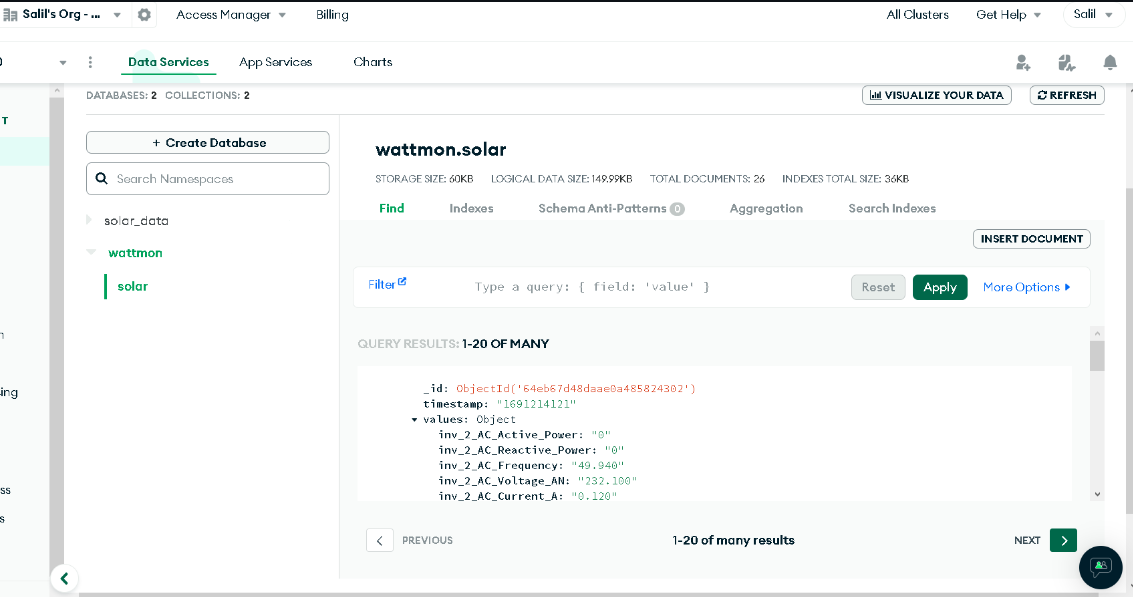 Salil's Org - ...
Access Manager
Billing
All Clusters
Get Help
Salil
Data Services
App Services
Charts
DATABASES: 2 COLLECTIONS: 2
VISUALIZE YOUR DATA
REFRESH
T
+ Create Database
Search Namespaces
solar_data
wattmon
solar
wattmon.solar
STORAGE SIZE: 60KB LOGICAL DATA SIZE: 149.99KB TOTAL DOCUMENTS: 26 INDEXES TOTAL SIZE: 36KB
Find
Indexes
Schema Anti-Patterns 0
Aggregation
Search Indexes
INSERT DOCUMENT
Filter
Type a query: { field: 'value' }
Reset
Apply
More Options
QUERY RESULTS: 1-20 OF MANY
_id: ObjectId('64eb67d48daae0a485824302')
timestamp: "1691214121"
values: Object
inv_2_AC_Active_Power: "0"
inv_2_AC_Reactive_Power: "0"
inv_2_AC_Frequency: "49.940"
inv_2_AC_Voltage_AN: "232.100"
inv_2_AC_Current_A: "0.120"
PREVIOUS
1-20 of many results
NEXT
n
ing
ss
s